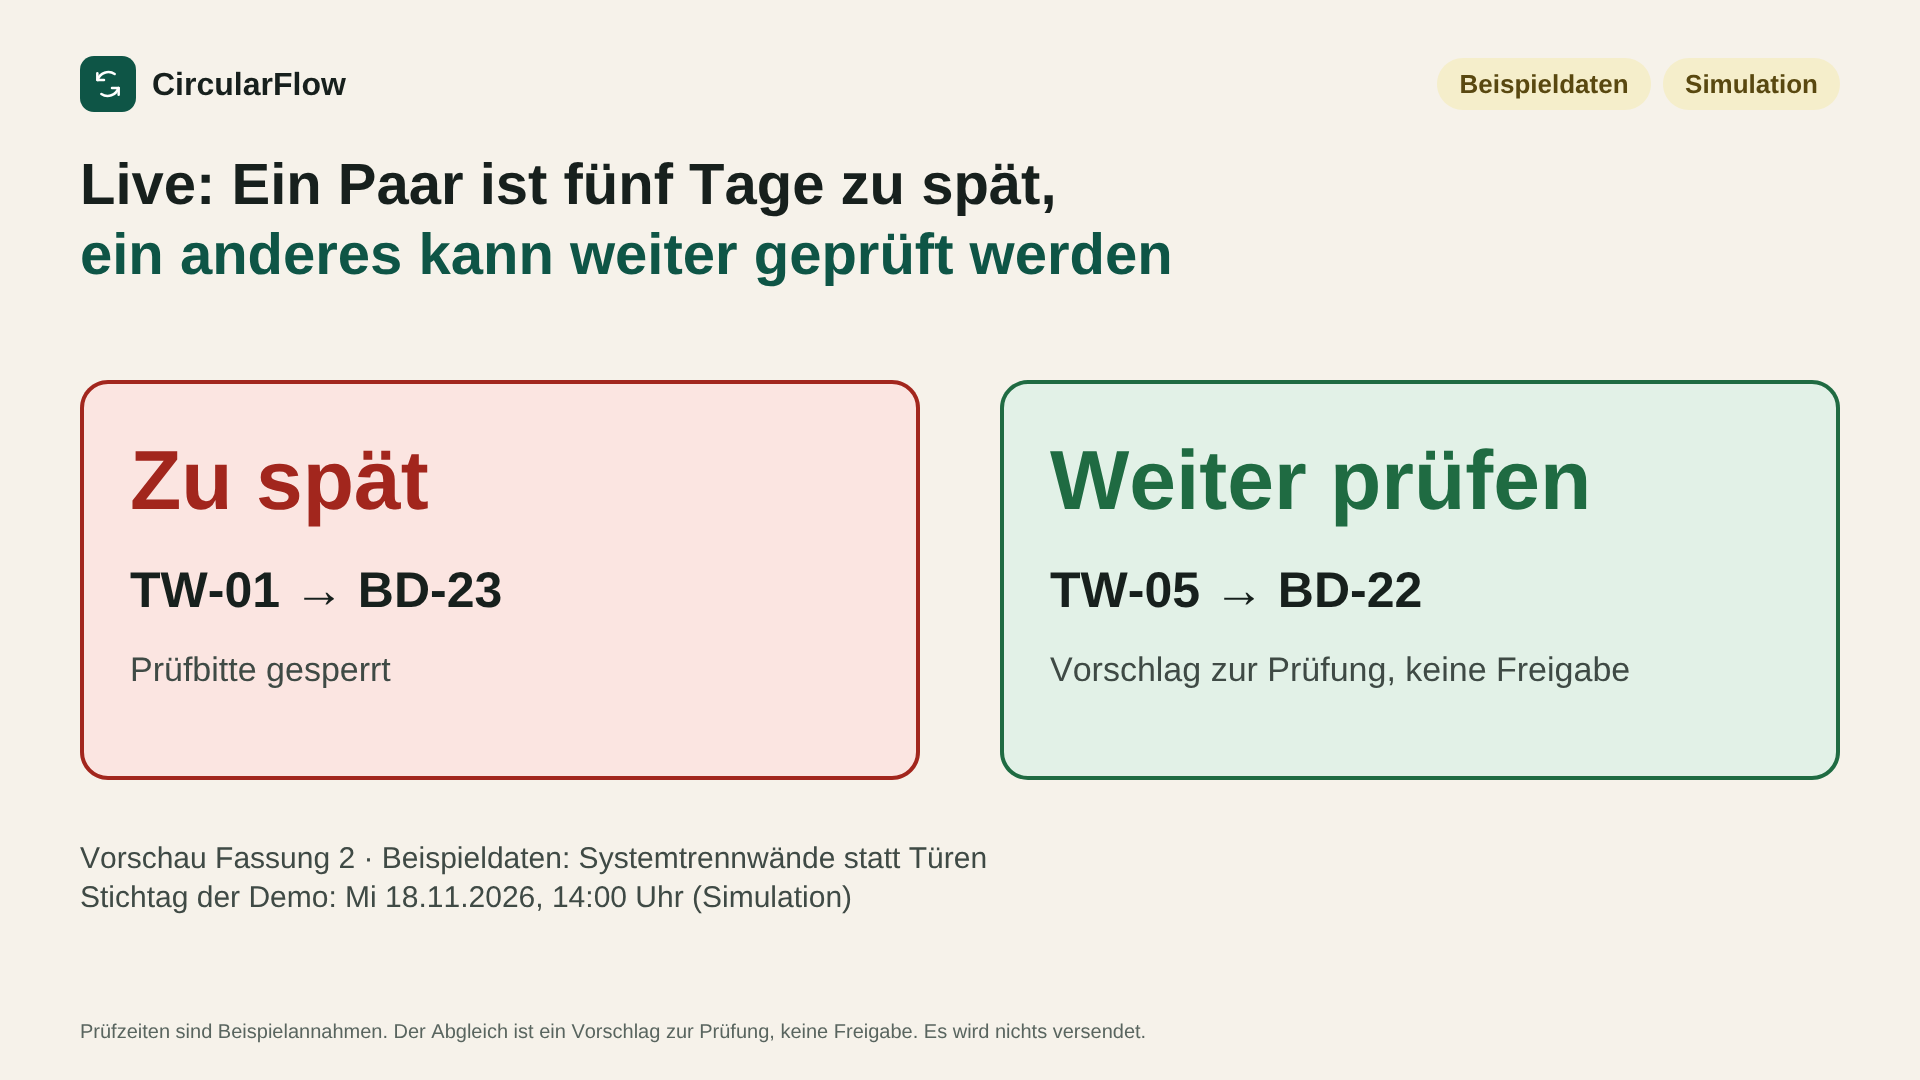 CircularFlow
Beispieldaten
Simulation
Live: Ein Paar ist fünf Tage zu spät,
ein anderes kann weiter geprüft werden
Zu spät
TW-01 → BD-23
Prüfbitte gesperrt
Weiter prüfen
TW-05 → BD-22
Vorschlag zur Prüfung, keine Freigabe
Vorschau Fassung 2 · Beispieldaten: Systemtrennwände statt Türen
Stichtag der Demo: Mi 18.11.2026, 14:00 Uhr (Simulation)
Prüfzeiten sind Beispielannahmen. Der Abgleich ist ein Vorschlag zur Prüfung, keine Freigabe. Es wird nichts versendet.